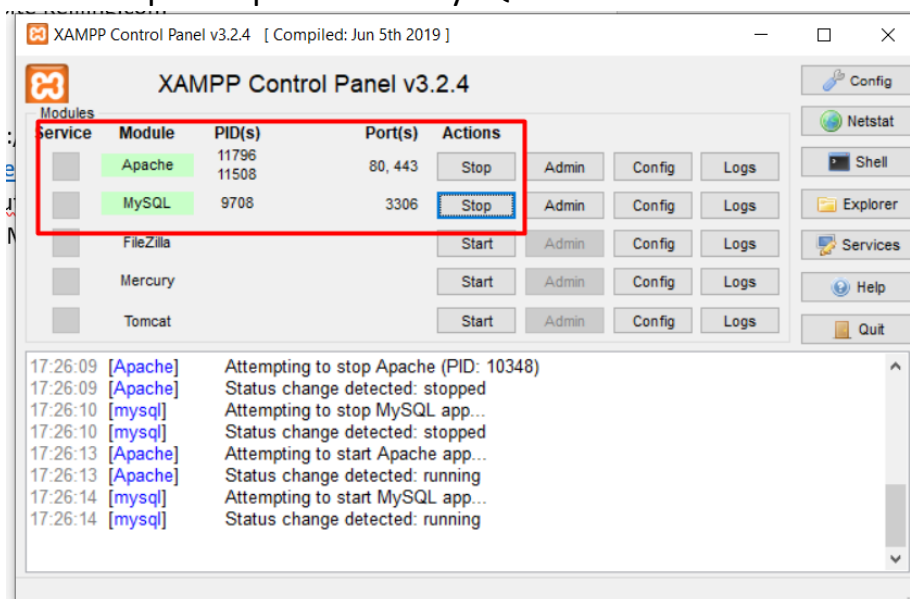 XAMPP Control Panel v3.2.4 [ Compiled: Jun 5th 2019 ]
XAMPP Control Panel v3.2.4
Config
Modules
Service Module PID(s) Port(s) Actions
Netstat
Apache 11796 11508 80, 443 Stop Admin Config Logs
Shell
MySQL 9708 3306 Stop Admin Config Logs
Explorer
FileZilla Start Admin Config Logs
Services
Mercury Start Admin Config Logs
Help
Tomcat Start Admin Config Logs
Quit
17:26:09 [Apache] Attempting to stop Apache (PID: 10348)
17:26:09 [Apache] Status change detected: stopped
17:26:10 [mysql] Attempting to stop MySQL app...
17:26:10 [mysql] Status change detected: stopped
17:26:13 [Apache] Attempting to start Apache app...
17:26:13 [Apache] Status change detected: running
17:26:14 [mysql] Attempting to start MySQL app...
17:26:14 [mysql] Status change detected: running